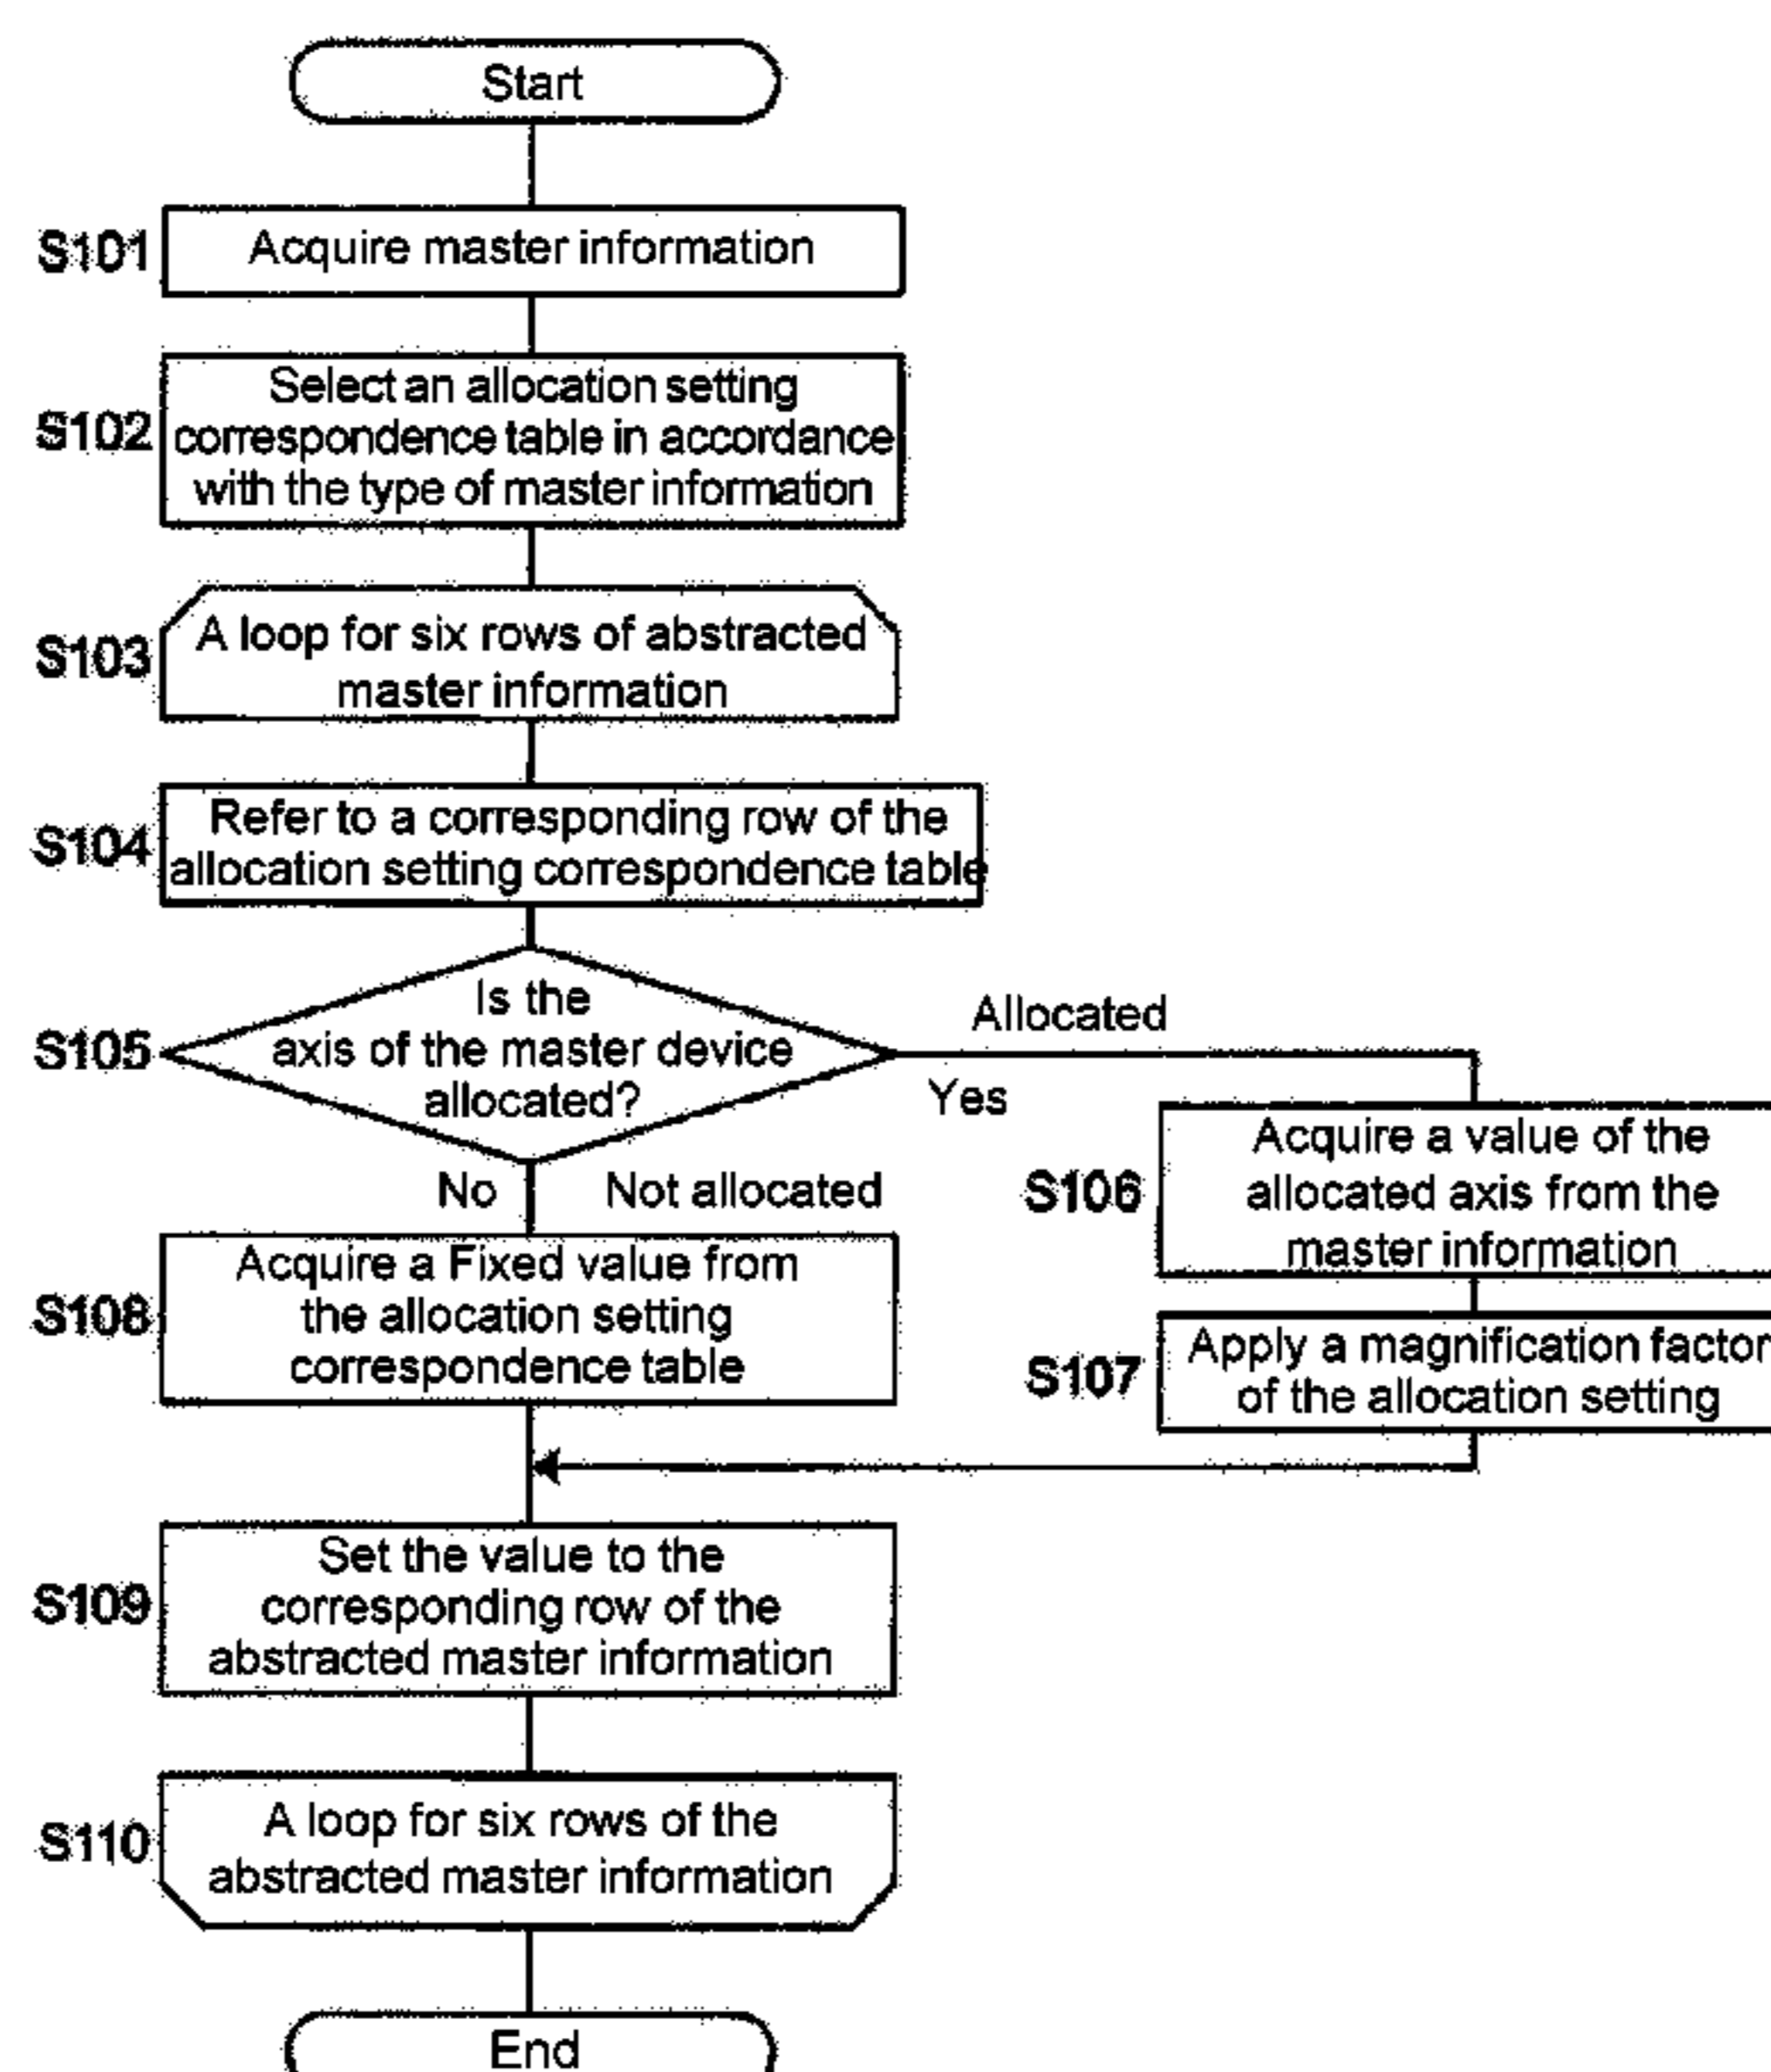 Start
S101
Acquire master information
S102
Select an allocation setting
correspondence table in accordance
with the type of master information
S103
A loop for six rows of abstracted
master information
S104
Refer to a corresponding row of the
allocation setting correspondence table
S105
Is the
axis of the master device
allocated?
Allocated
Yes
No
Not allocated
S106
Acquire a value of the
allocated axis from the
master information
S107
Apply a magnification factor
of the allocation setting
S108
Acquire a Fixed value from
the allocation setting
correspondence table
S109
Set the value to the
corresponding row of the
abstracted master information
S110
A loop for six rows of the
abstracted master information
End